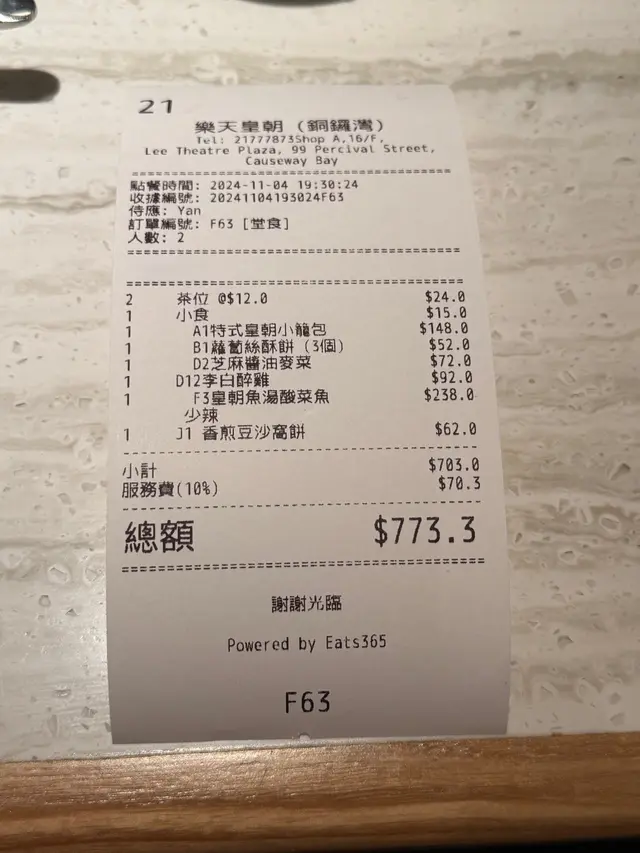 21
樂天皇朝 (銅鑼灣)
Tel: 21777873Shop A,16/F,
Lee Theatre Plaza, 99 Percival Street,
Causeway Bay
點餐時間: 2024-11-04 19:30:24
收據編號: 20241104193024F63
侍應: Yan
訂單編號: F63 [堂食]
人數: 2
2 茶位 @$12.0 $24.0
1 小食 $15.0
1 A1特式皇朝小籠包 $148.0
1 B1蘿蔔絲酥餅 (3個) $52.0
1 D2芝麻醬油麥菜 $72.0
1 D12李白醉雞 $92.0
1 F3皇朝魚湯酸菜魚 $238.0
少辣
1 J1 香煎豆沙窩餅 $62.0
小計 $703.0
服務費(10%) $70.3
總額 $773.3
謝謝光臨
Powered by Eats365
F63